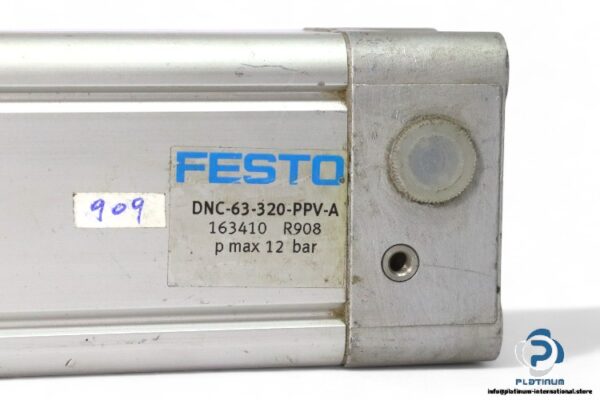 FESTO
DNC-63-320-PPV-A
163410 R908
p max 12 bar
909
PLATINUM
info@platinum-international.store